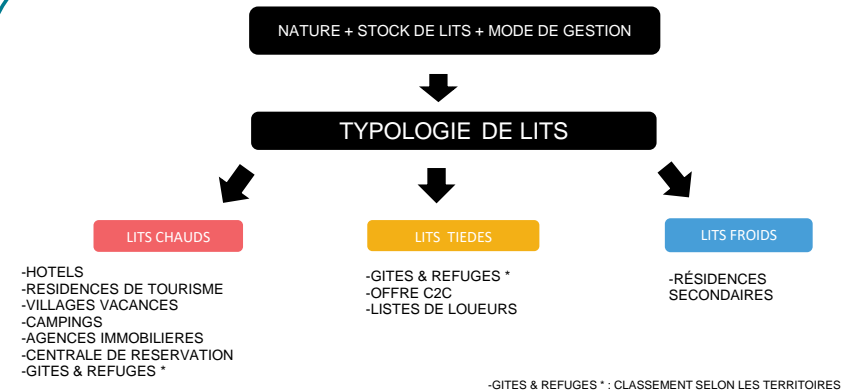 NATURE + STOCK DE LITS + MODE DE GESTION
TYPOLOGIE DE LITS
LITS CHAUDS
-HOTELS
-RESIDENCES DE TOURISME
-VILLAGES VACANCES
-CAMPINGS
-AGENCES IMMOBILIERES
-CENTRALE DE RESERVATION
-GITES & REFUGES *
LITS TIEDES
-GITES & REFUGES *
-OFFRE C2C
-LISTES DE LOUEURS
LITS FROIDS
-RÉSIDENCES
SECONDAIRES
-GITES & REFUGES * : CLASSEMENT SELON LES TERRITOIRES